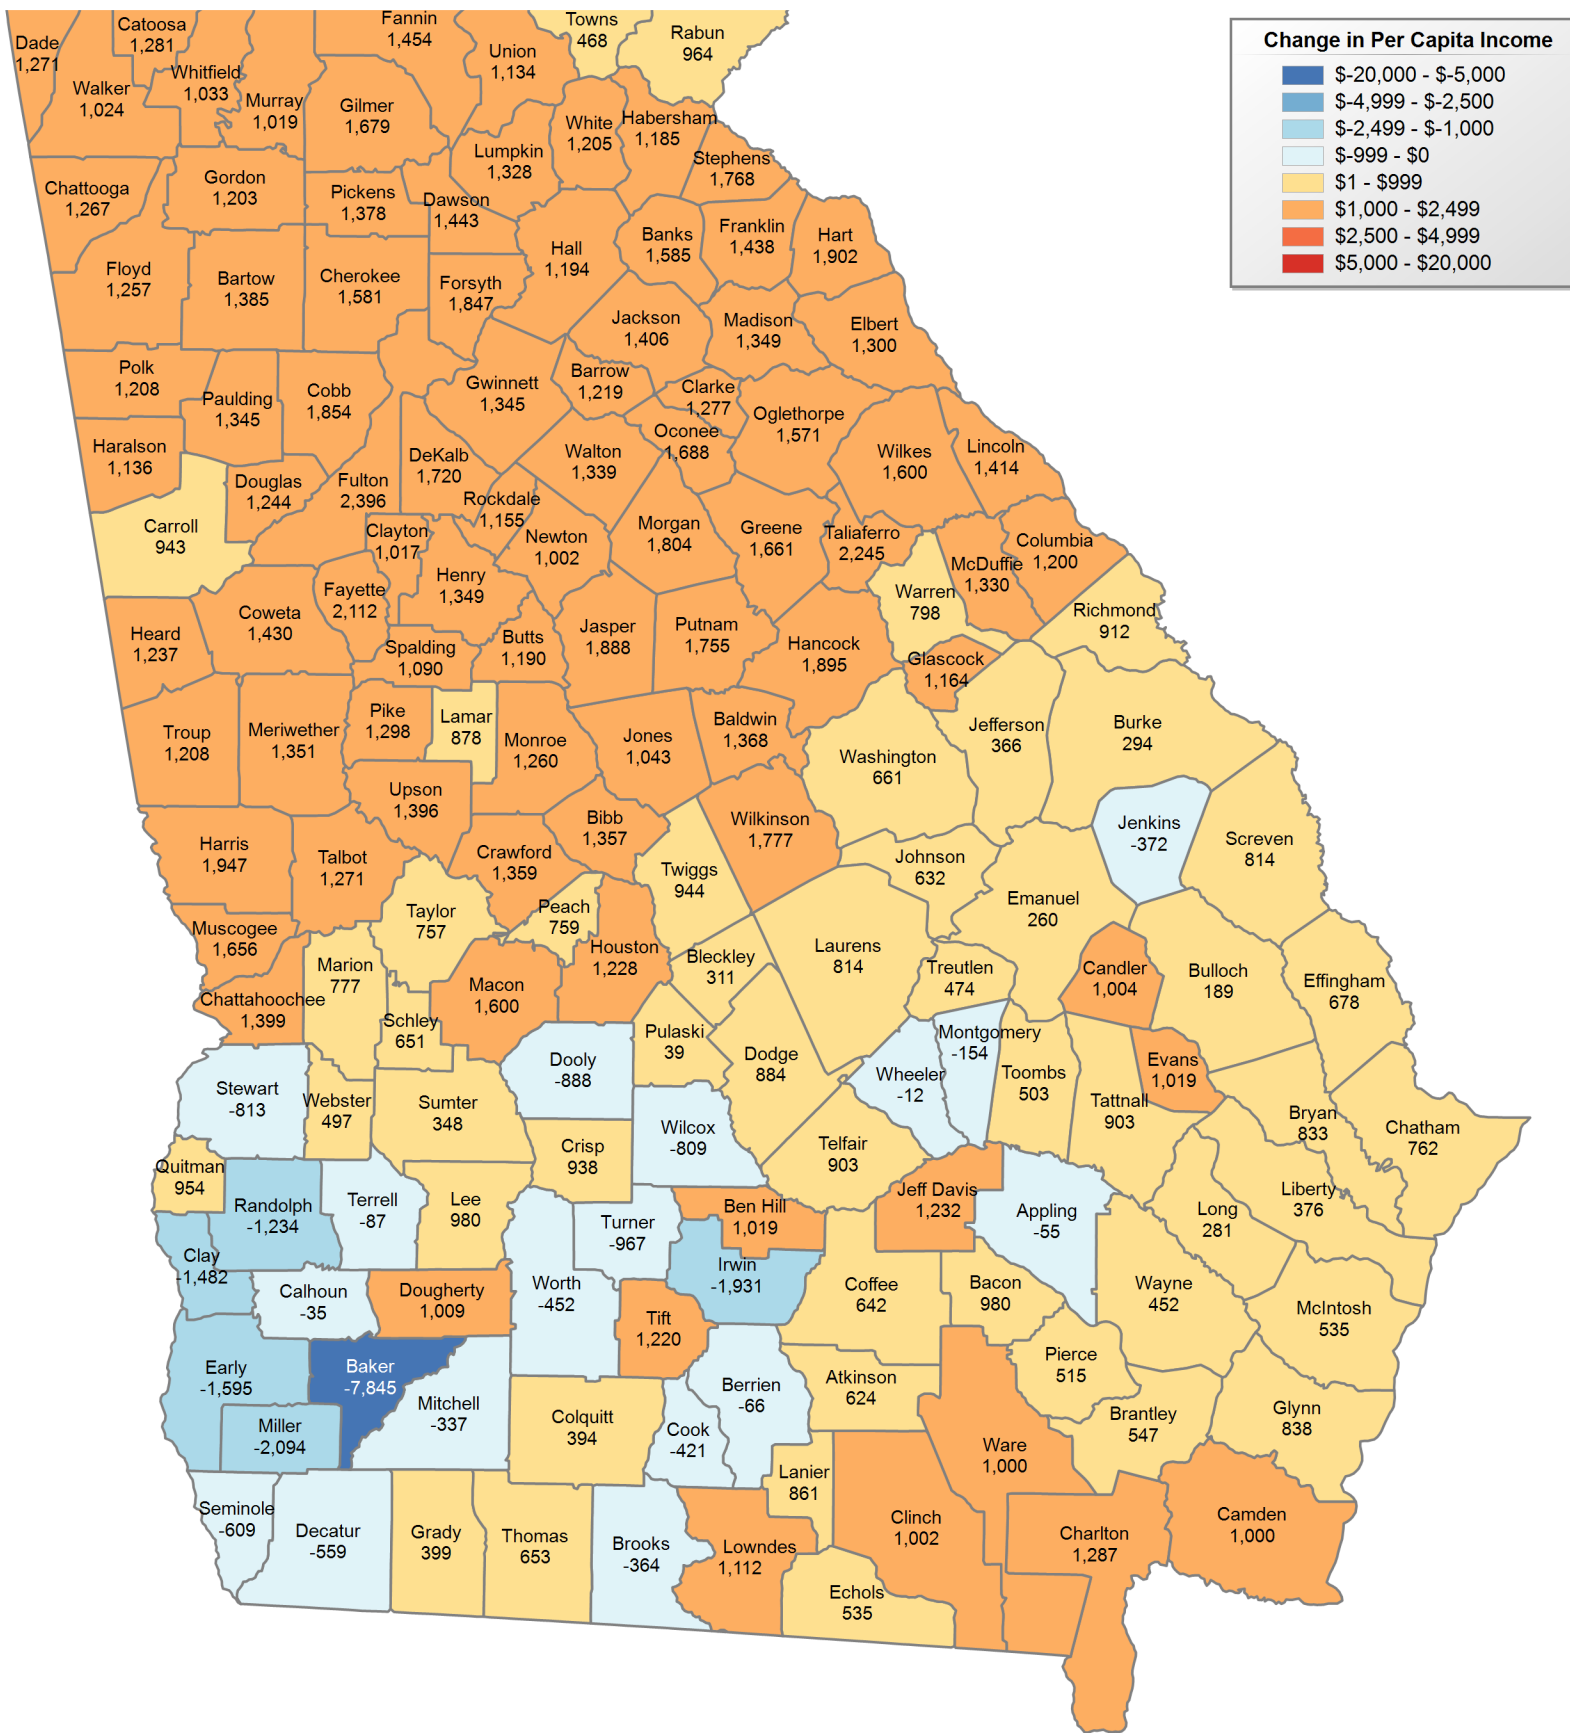 Change in Per Capita Income
$-20,000 - $-5,000
$-4,999 - $-2,500
$-2,499 - $-1,000
$-999 - $0
$1 - $999
$1,000 - $2,499
$2,500 - $4,999
$5,000 - $20,000
Dade
1,271
Catoosa
1,281
Fannin
1,454
Towns
468
Rabun
964
Union
1,134
Walker
1,024
Whitfield
1,033
Murray
1,019
Gilmer
1,679
White
1,205
Habersham
1,185
Lumpkin
1,328
Stephens
1,768
Chattooga
1,267
Gordon
1,203
Pickens
1,378
Dawson
1,443
Hall
1,194
Banks
1,585
Franklin
1,438
Hart
1,902
Floyd
1,257
Bartow
1,385
Cherokee
1,581
Forsyth
1,847
Jackson
1,406
Madison
1,349
Elbert
1,300
Polk
1,208
Paulding
1,345
Cobb
1,854
Gwinnett
1,345
Barrow
1,219
Clarke
1,277
Oglethorpe
1,571
Haralson
1,136
Douglas
1,244
Fulton
2,396
DeKalb
1,720
Rockdale
1,155
Walton
1,339
Oconee
1,688
Wilkes
1,600
Lincoln
1,414
Carroll
943
Clayton
1,017
Newton
1,002
Morgan
1,804
Greene
1,661
Taliaferro
2,245
McDuffie
1,330
Columbia
1,200
Fayette
2,112
Henry
1,349
Warren
798
Richmond
912
Heard
1,237
Coweta
1,430
Spalding
1,090
Butts
1,190
Jasper
1,888
Putnam
1,755
Hancock
1,895
Glascock
1,164
Troup
1,208
Meriwether
1,351
Pike
1,298
Lamar
878
Monroe
1,260
Jones
1,043
Baldwin
1,368
Washington
661
Jefferson
366
Burke
294
Upson
1,396
Bibb
1,357
Wilkinson
1,777
Jenkins
-372
Screven
814
Harris
1,947
Talbot
1,271
Crawford
1,359
Twiggs
944
Johnson
632
Emanuel
260
Muscogee
1,656
Taylor
757
Peach
759
Houston
1,228
Bleckley
311
Laurens
814
Treutlen
474
Candler
1,004
Bulloch
189
Effingham
678
Chattahoochee
1,399
Marion
777
Macon
1,600
Schley
651
Pulaski
39
Dodge
884
Montgomery
-154
Wheeler
-12
Toombs
503
Evans
1,019
Tattnall
903
Bryan
833
Chatham
762
Stewart
-813
Webster
497
Sumter
348
Dooly
-888
Crisp
938
Wilcox
-809
Telfair
903
Quitman
954
Randolph
-1,234
Terrell
-87
Lee
980
Turner
-967
Ben Hill
1,019
Jeff Davis
1,232
Appling
-55
Long
281
Liberty
376
Clay
-1,482
Calhoun
-35
Dougherty
1,009
Worth
-452
Irwin
-1,931
Tift
1,220
Coffee
642
Bacon
980
Wayne
452
McIntosh
535
Early
-1,595
Baker
-7,845
Mitchell
-337
Berrien
-66
Atkinson
624
Pierce
515
Brantley
547
Glynn
838
Miller
-2,094
Colquitt
394
Cook
-421
Lanier
861
Ware
1,000
Seminole
-609
Decatur
-559
Grady
399
Thomas
653
Brooks
-364
Lowndes
1,112
Clinch
1,002
Charlton
1,287
Camden
1,000
Echols
535